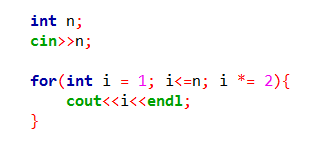 int n;
cin>>n;
for(int i = 1; i<=n; i *= 2){
cout<<i<<endl;
}